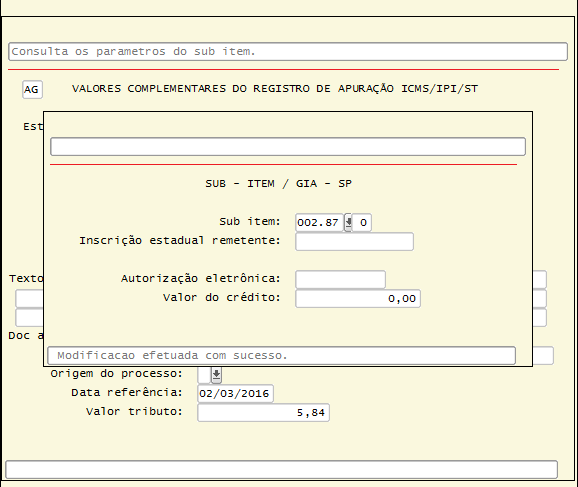 Consulta os parametros do sub item.
AG VALORES COMPLEMENTARES DO REGISTRO DE APURAÇÃO ICMS/IPI/ST
Est
SUB - ITEM / GIA - SP
Sub item: 002.87 0
Inscrição estadual remetente:
Autorização eletrônica:
Texto
Valor do crédito: 0,00
Doc a
Modificacao efetuada com sucesso.
Origem do processo:
Data referência: 02/03/2016
Valor tributo: 5,84